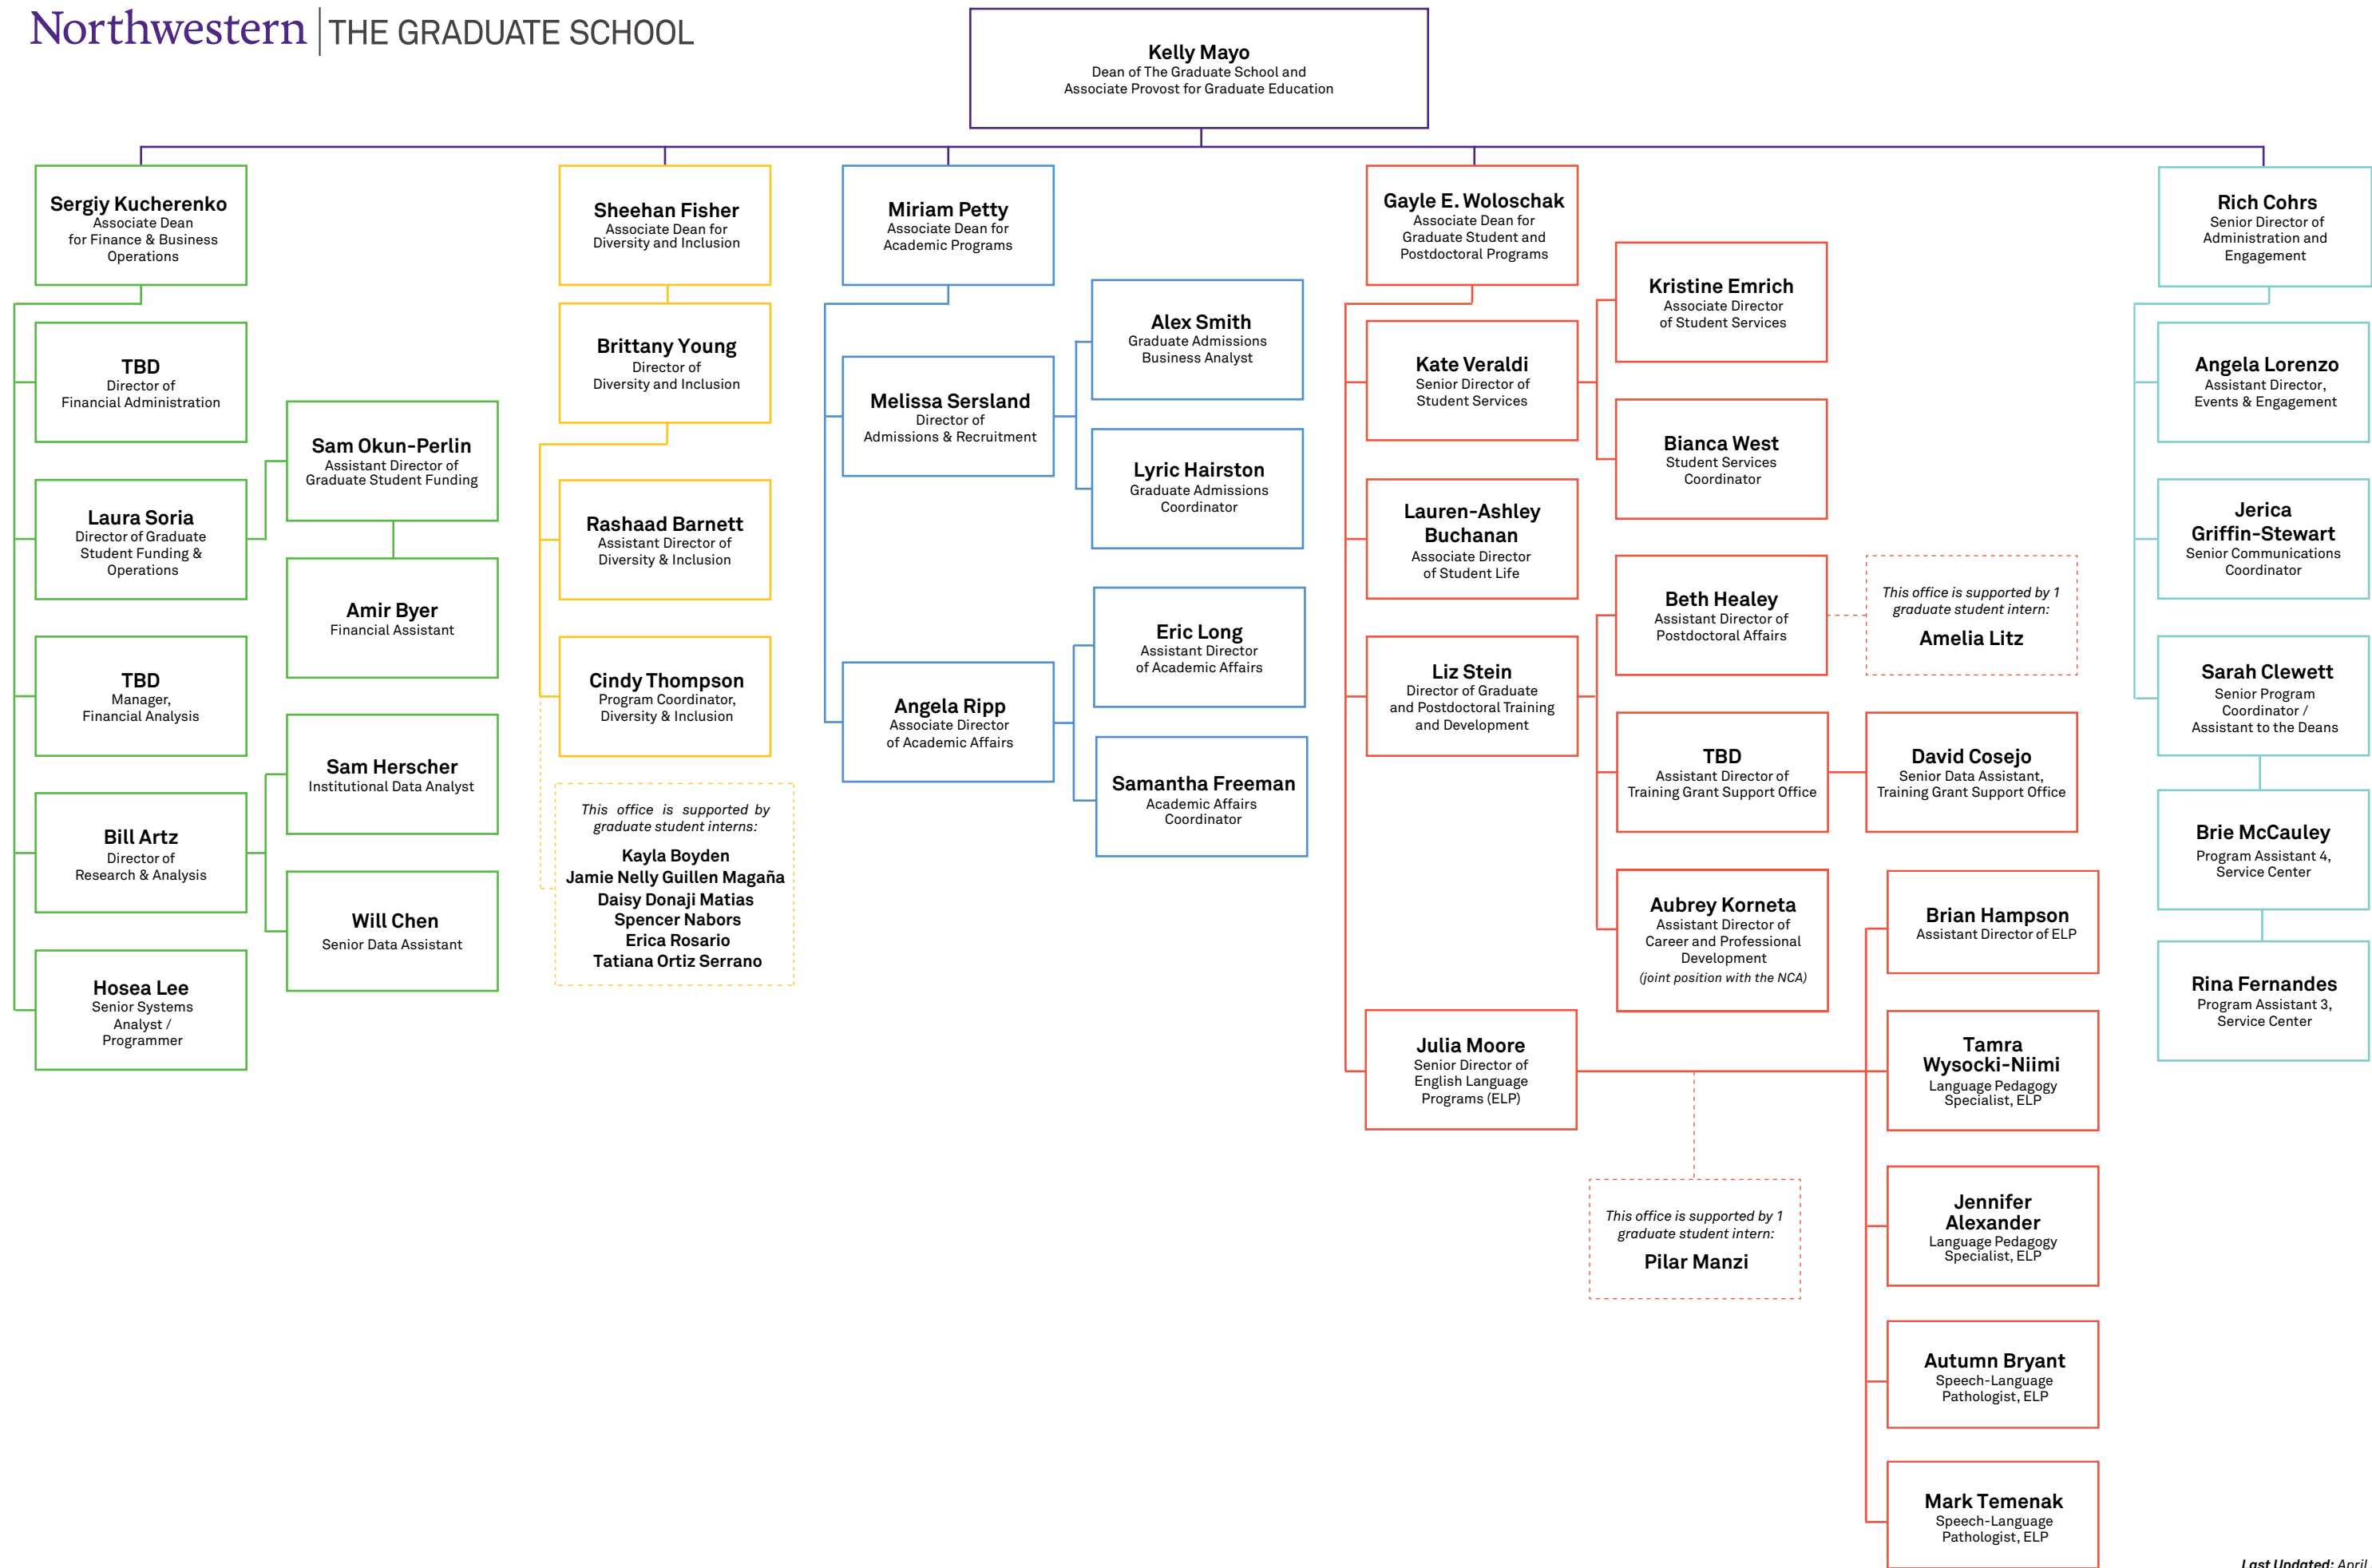 Northwestern THE GRADUATE SCHOOL
Kelly Mayo
Dean of The Graduate School and
Associate Provost for Graduate Education
Sergiy Kucherenko
Associate Dean
for Finance & Business
Operations
TBD
Director of
Financial Administration
Laura Soria
Director of Graduate
Student Funding &
Operations
Sam Okun-Perlin
Assistant Director of
Graduate Student Funding
Amir Byer
Financial Assistant
TBD
Manager,
Financial Analysis
Bill Artz
Director of
Research & Analysis
Sam Herscher
Institutional Data Analyst
Will Chen
Senior Data Assistant
Hosea Lee
Senior Systems
Analyst /
Programmer
Sheehan Fisher
Associate Dean for
Diversity and Inclusion
Brittany Young
Director of
Diversity and Inclusion
Rashaad Barnett
Assistant Director of
Diversity & Inclusion
Cindy Thompson
Program Coordinator,
Diversity & Inclusion
This office is supported by
graduate student interns:
Kayla Boyden
Jamie Nelly Guillen Magaña
Daisy Donaji Matias
Spencer Nabors
Erica Rosario
Tatiana Ortiz Serrano
Miriam Petty
Associate Dean for
Academic Programs
Melissa Sersland
Director of
Admissions & Recruitment
Alex Smith
Graduate Admissions
Business Analyst
Lyric Hairston
Graduate Admissions
Coordinator
Angela Ripp
Associate Director
of Academic Affairs
Eric Long
Assistant Director
of Academic Affairs
Samantha Freeman
Academic Affairs
Coordinator
Gayle E. Woloschak
Associate Dean for
Graduate Student and
Postdoctoral Programs
Kate Veraldi
Senior Director of
Student Services
Kristine Emrich
Associate Director
of Student Services
Bianca West
Student Services
Coordinator
Lauren-Ashley
Buchanan
Associate Director
of Student Life
Liz Stein
Director of Graduate
and Postdoctoral Training
and Development
Beth Healey
Assistant Director of
Postdoctoral Affairs
This office is supported by 1
graduate student intern:
Amelia Litz
TBD
Assistant Director of
Training Grant Support Office
David Cosejo
Senior Data Assistant,
Training Grant Support Office
Aubrey Korneta
Assistant Director of
Career and Professional
Development
(joint position with the NCA)
Julia Moore
Senior Director of
English Language
Programs (ELP)
This office is supported by 1
graduate student intern:
Pilar Manzi
Brian Hampson
Assistant Director of ELP
Tamra
Wysocki-Niimi
Language Pedagogy
Specialist, ELP
Jennifer
Alexander
Language Pedagogy
Specialist, ELP
Autumn Bryant
Speech-Language
Pathologist, ELP
Mark Temenak
Speech-Language
Pathologist, ELP
Rich Cohrs
Senior Director of
Administration and
Engagement
Angela Lorenzo
Assistant Director,
Events & Engagement
Jerica
Griffin-Stewart
Senior Communications
Coordinator
Sarah Clewett
Senior Program
Coordinator /
Assistant to the Deans
Brie McCauley
Program Assistant 4,
Service Center
Rina Fernandes
Program Assistant 3,
Service Center
Last Updated: April